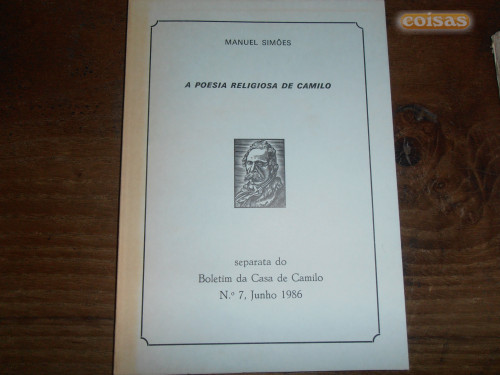 coisas
MANUEL SIMÕES
A POESIA RELIGIOSA DE CAMILO
separata do
Boletim da Casa de Camilo
N.º 7, Junho 1986